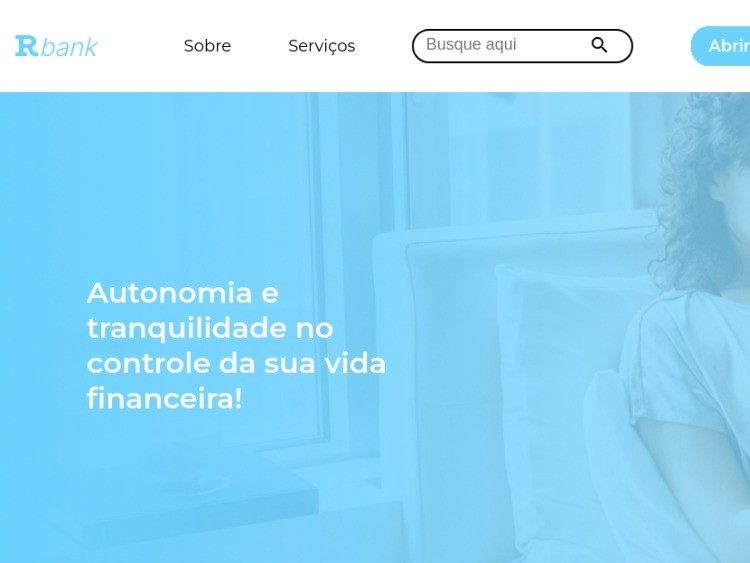 Rbank
Sobre
Serviços
Busque aqui
Abrir
Autonomia e
tranquilidade no
controle da sua vida
financeira!